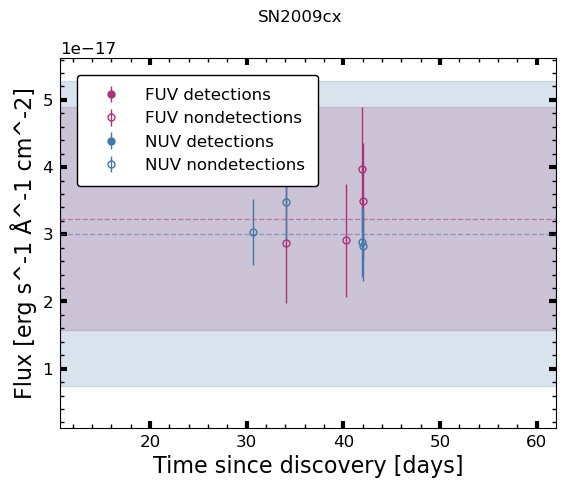 SN2009cx
1e−17
Flux [erg s^-1 Å^-1 cm^-2]
5
4
3
2
1
FUV detections
FUV nondetections
NUV detections
NUV nondetections
20 30 40 50 60
Time since discovery [days]